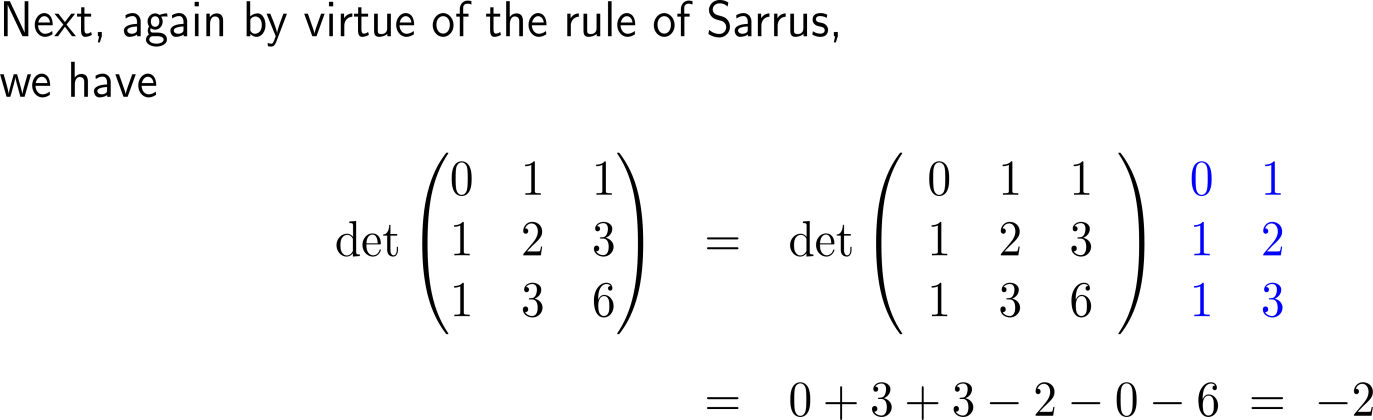 Next, again by virtue of the rule of Sarrus,
we have
0 1 1 0 1 1 0 1
det ( 1 2 3 ) = det ( 1 2 3 ) 1 2
1 3 6 1 3 6 1 3
= 0 + 3 + 3 − 2 − 0 − 6 = −2